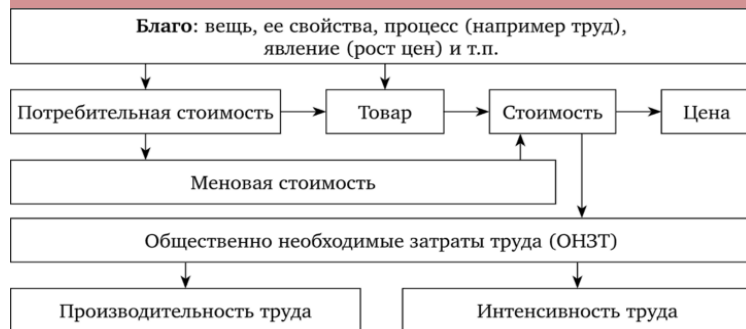 Благо: вещь, ее свойства, процесс (например труд),
явление (рост цен) и т.п.
Потребительная стоимость
Товар
Стоимость
Цена
Меновая стоимость
Общественно необходимые затраты труда (ОНЗТ)
Производительность труда
Интенсивность труда